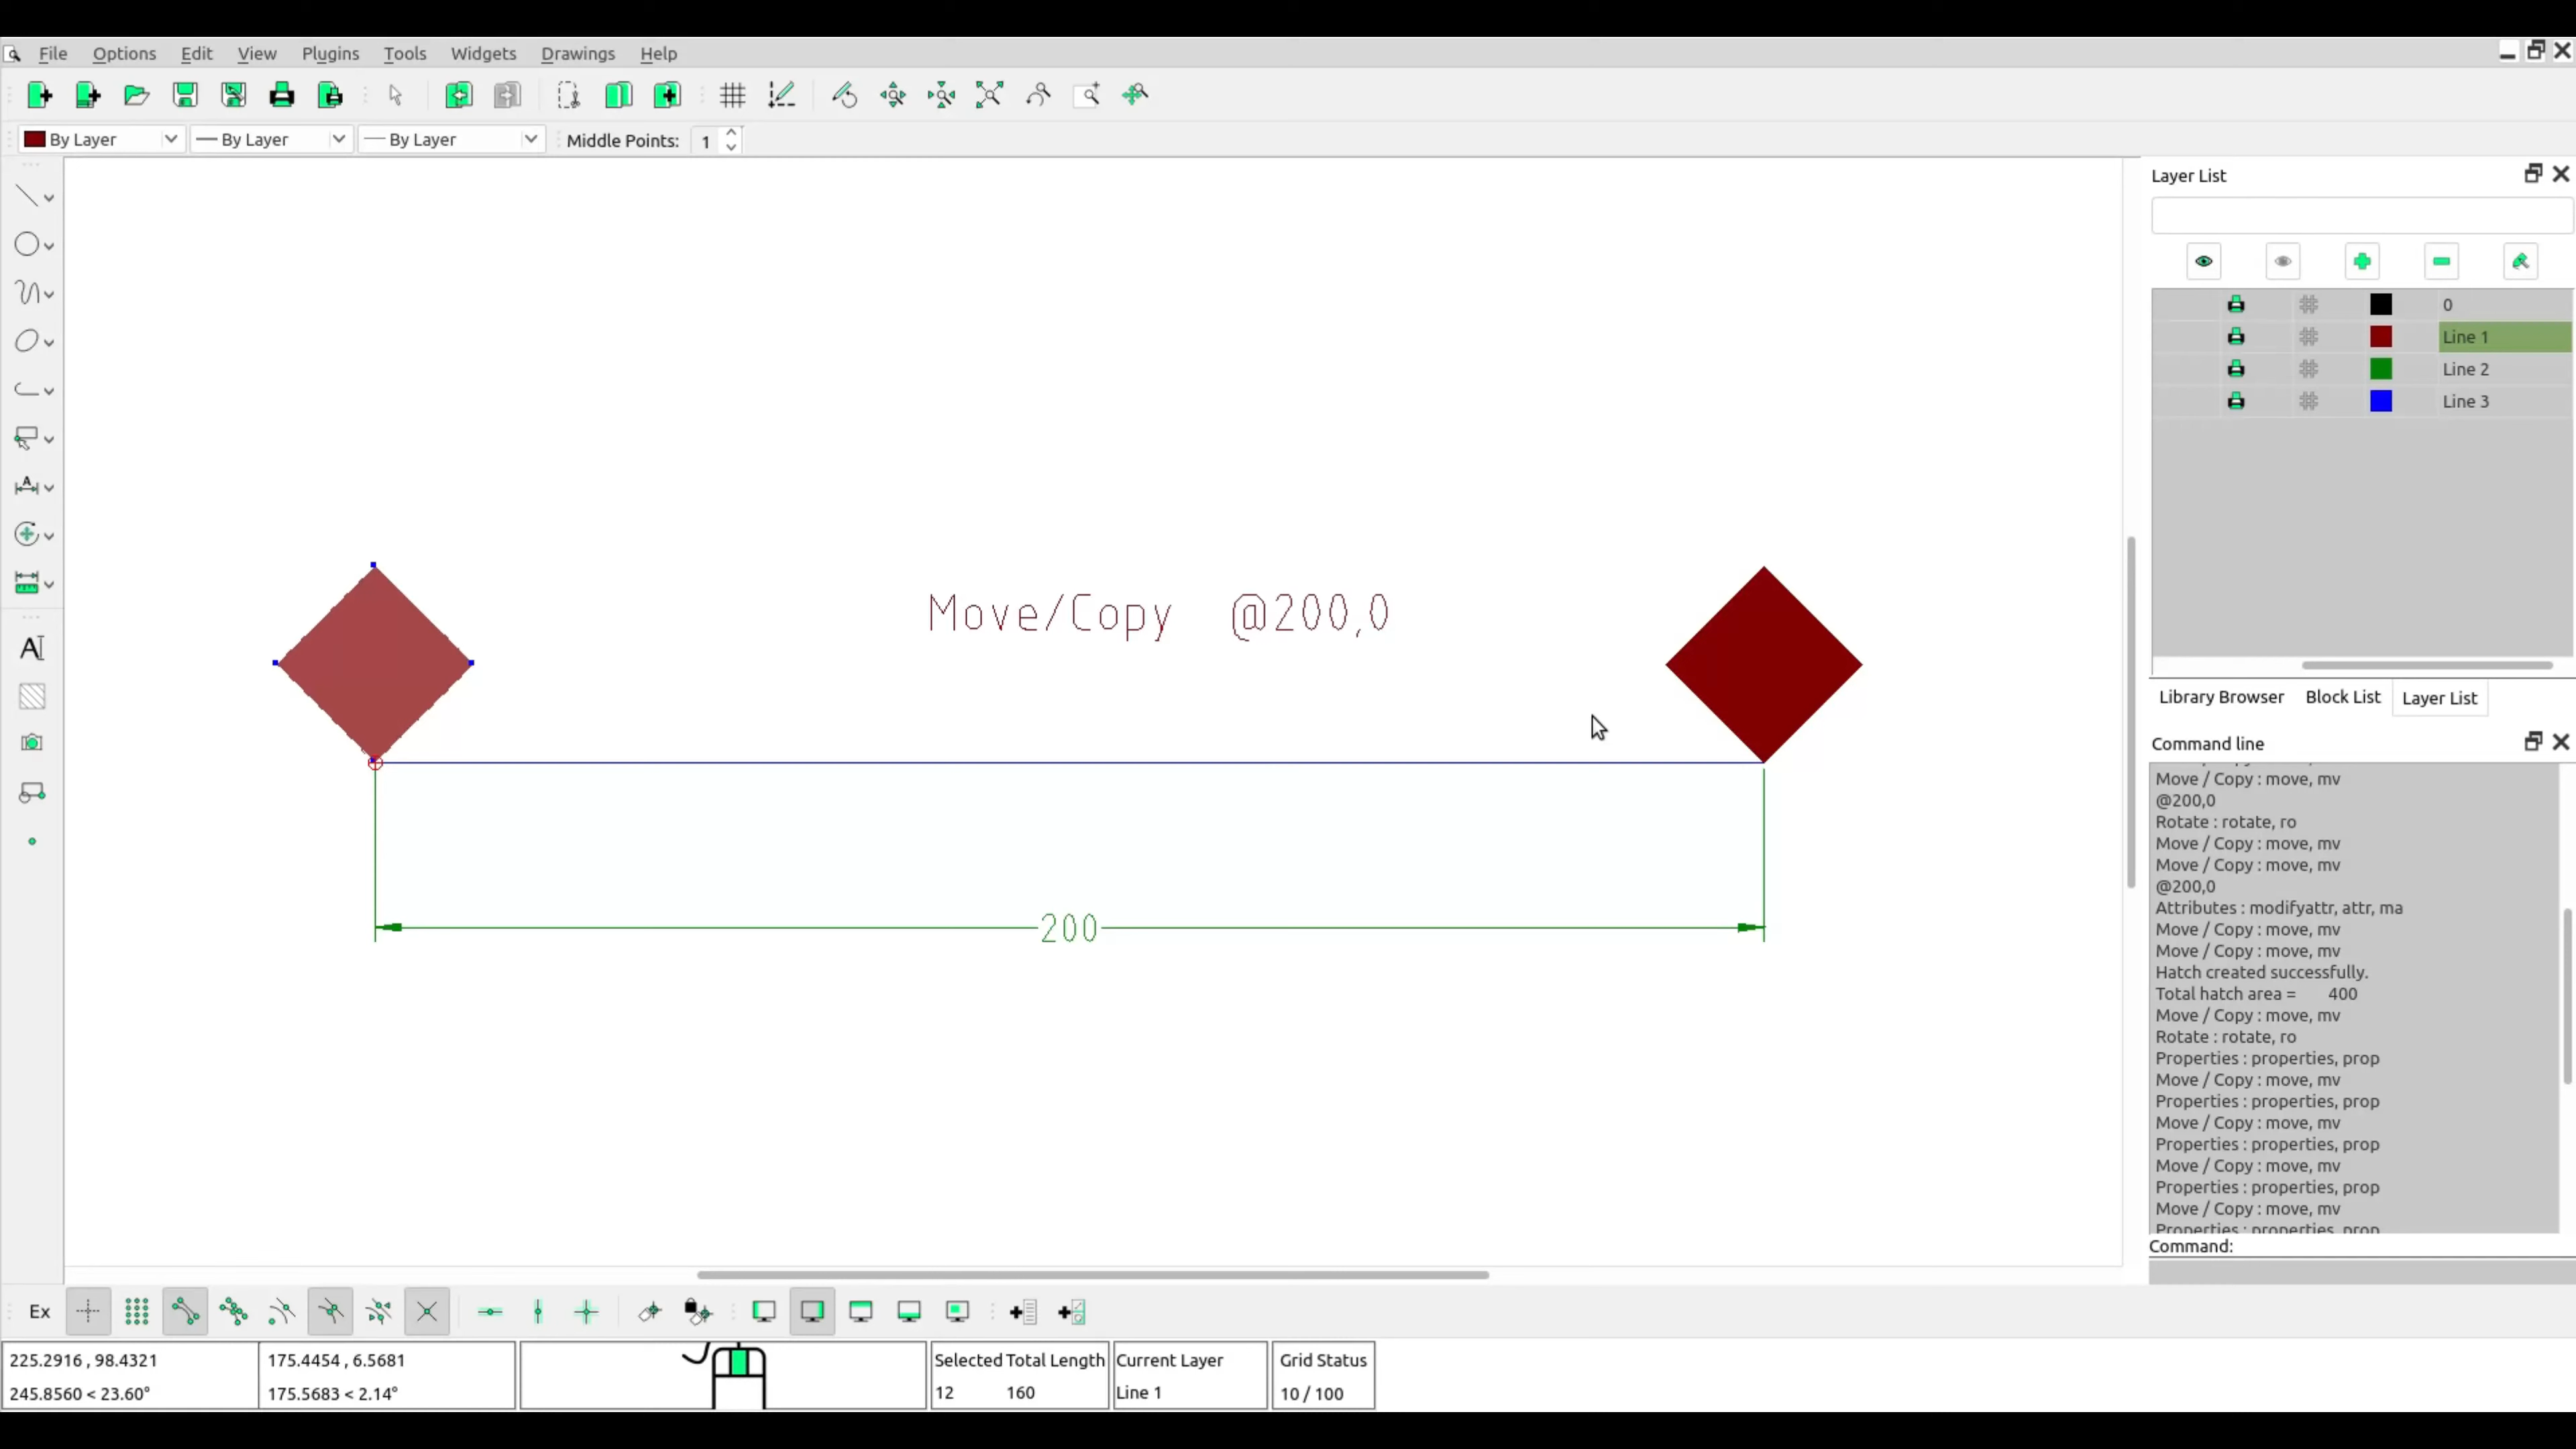 File Options Edit View Plugins Tools Widgets Drawings Help
By Layer By Layer By Layer Middle Points: 1
Layer List
0
Line 1
Line 2
Line 3
Move/Copy @200,0
200
Library Browser Block List Layer List
Command line
Move / Copy : move, mv
@200,0
Rotate : rotate, ro
Move / Copy : move, mv
Move / Copy : move, mv
@200,0
Attributes : modifyattr, attr, ma
Move / Copy : move, mv
Move / Copy : move, mv
Hatch created successfully.
Total hatch area = 400
Move / Copy : move, mv
Rotate : rotate, ro
Properties : properties, prop
Move / Copy : move, mv
Properties : properties, prop
Move / Copy : move, mv
Properties : properties, prop
Move / Copy : move, mv
Properties : properties, prop
Move / Copy : move, mv
Properties : properties, prop
Command:
Ex
225.2916 , 98.4321 175.4454 , 6.5681 Selected Total Length Current Layer Grid Status
245.8560 < 23.60° 175.5683 < 2.14° 12 160 Line 1 10 / 100